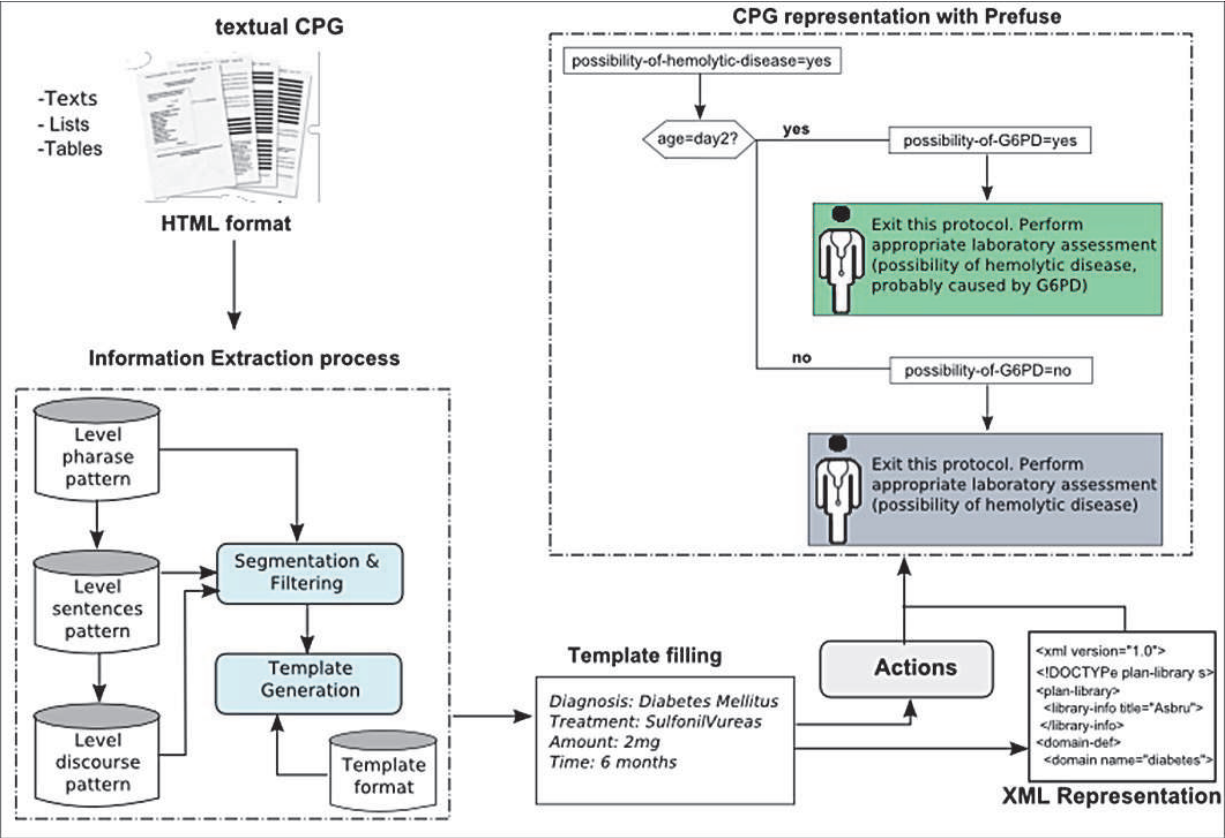 textual CPG
-Texts
- Lists
-Tables
HTML format
Information Extraction process
Level
pharase
pattern
Level
sentences
pattern
Level
discourse
pattern
Segmentation &
Filtering
Template
Generation
Template
format
Template filling
Diagnosis: Diabetes Mellitus
Treatment: SulfonilVureas
Amount: 2mg
Time: 6 months
Actions
<xml version="1.0">
<!DOCTYPe plan-library s>
<plan-library>
<library-info title="Asbru">
</library-info>
<domain-def>
<domain name="diabetes">
XML Representation
CPG representation with Prefuse
possibility-of-hemolytic-disease=yes
age=day2?
yes
possibility-of-G6PD=yes
Exit this protocol. Perform
appropriate laboratory assessment
(possibility of hemolytic disease,
probably caused by G6PD)
no
possibility-of-G6PD=no
Exit this protocol. Perform
appropriate laboratory assessment
(possibility of hemolytic disease)